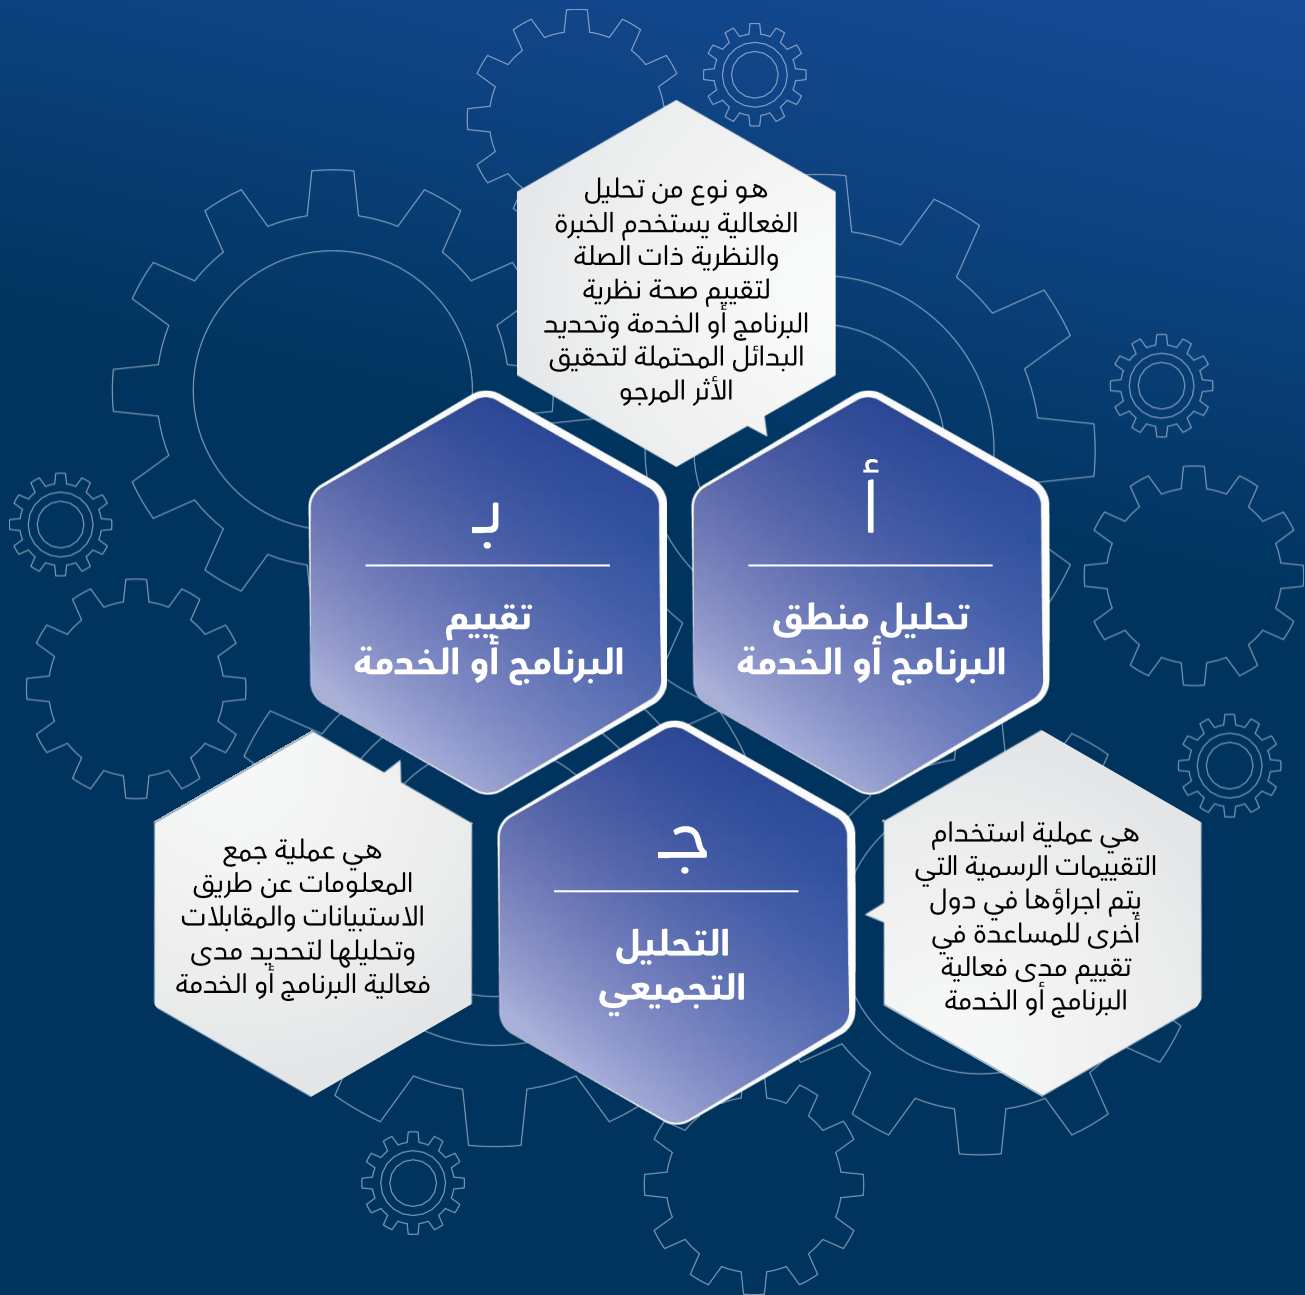 هو نوع من تحليل
الفعالية يستخدم الخبرة
والنظرية ذات الصلة
لتقييم صحة نظرية
البرنامج أو الخدمة وتحديد
البدائل المحتملة لتحقيق
الأثر المرجو
أ
تحليل منطق
البرنامج أو الخدمة
بـ
تقييم
البرنامج أو الخدمة
جـ
التحليل
التجميعي
هي عملية استخدام
التقييمات الرسمية التي
يتم اجراؤها في دول
أخرى للمساعدة في
تقييم مدى فعالية
البرنامج أو الخدمة
هي عملية جمع
المعلومات عن طريق
الاستبيانات والمقابلات
وتحليلها لتحديد مدى
فعالية البرنامج أو الخدمة